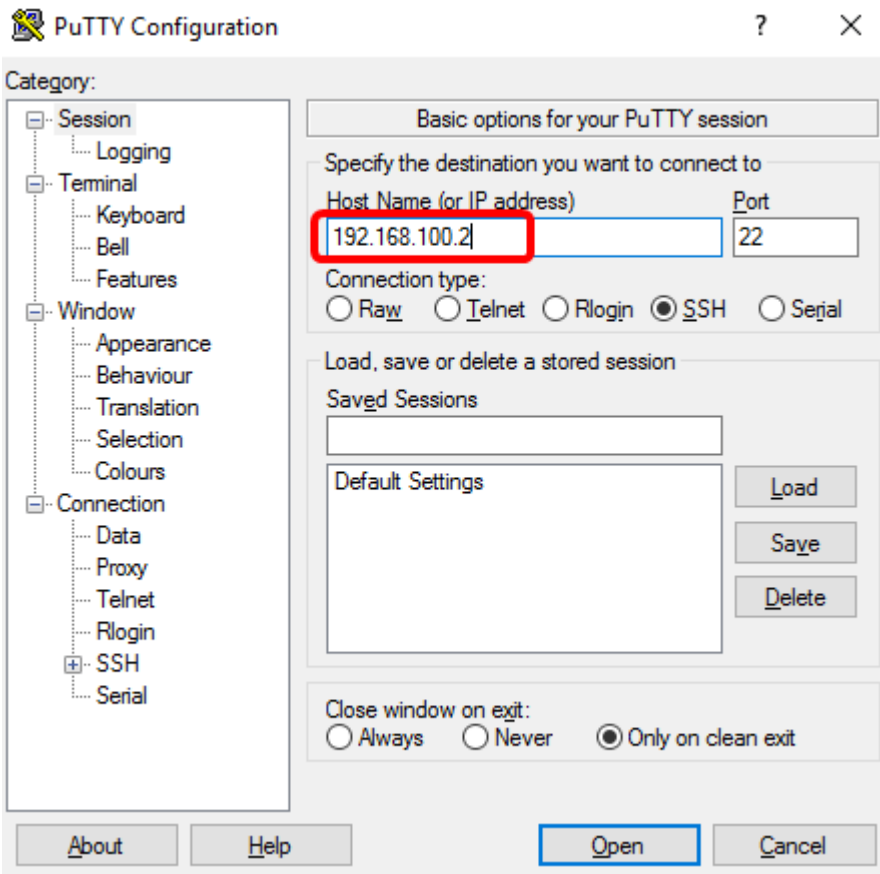 PuTTY Configuration
?
Category:
Session
Logging
Terminal
Keyboard
Bell
Features
Window
Appearance
Behaviour
Translation
Selection
Colours
Connection
Data
Proxy
Telnet
Rlogin
SSH
Serial
Basic options for your PuTTY session
Specify the destination you want to connect to
Host Name (or IP address) Port
192.168.100.2 22
Connection type:
Raw Telnet Rlogin SSH Serial
Load, save or delete a stored session
Saved Sessions
Default Settings
Load
Save
Delete
Close window on exit:
Always Never Only on clean exit
About Help Open Cancel